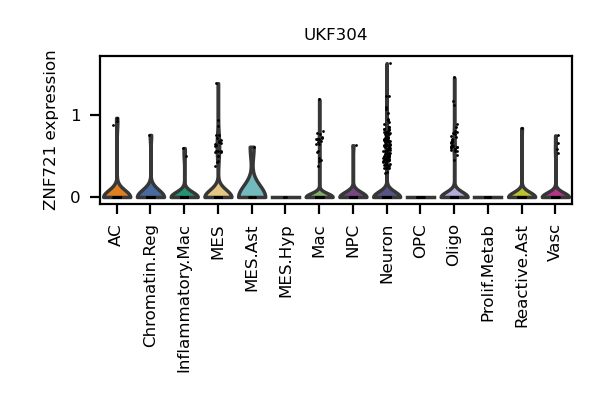 UKF304
ZNF721 expression
1
0
AC
Chromatin.Reg
Inflammatory.Mac
MES
MES.Ast
MES.Hyp
Mac
NPC
Neuron
OPC
Oligo
Prolif.Metab
Reactive.Ast
Vasc